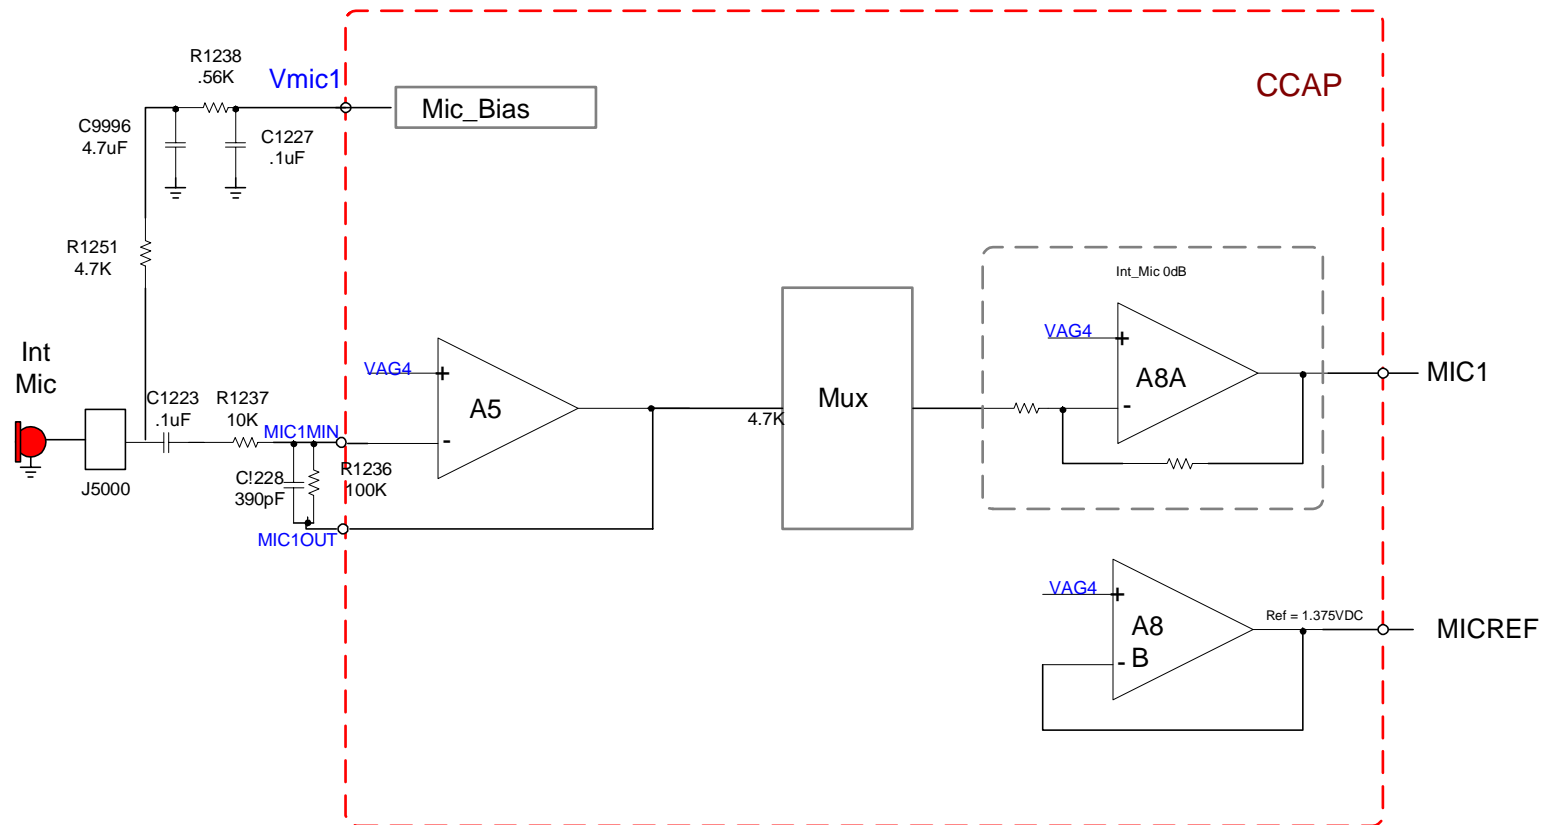 R1238
.56K
Vmic1
CCAP
Mic_Bias
C9996
4.7uF
C1227
.1uF
R1251
4.7K
Int_Mic 0dB
VAG4
+
A8A
-
MIC1
Int
Mic
VAG4
+
A5
-
4.7K
Mux
C1223
.1uF
R1237
10K
MIC1MIN
J5000
C!228
390pF
R1236
100K
MIC1OUT
VAG4
+
A8
- B
Ref = 1.375VDC
MICREF